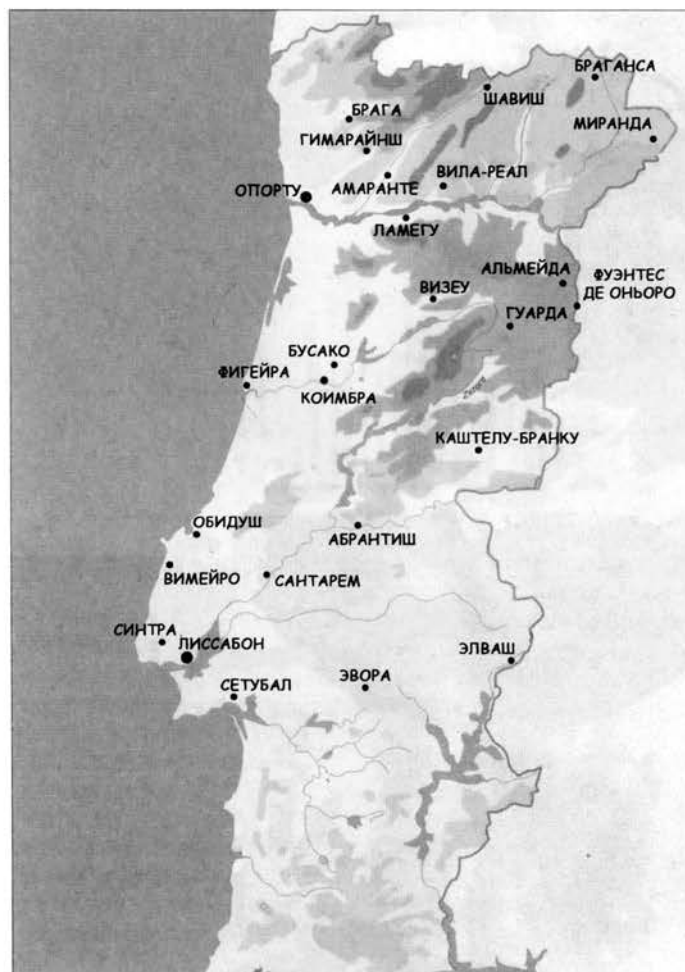 БРАГАНСА
ШАВИШ
БРАГА
МИРАНДА
ГИМАРАЙНШ
АМАРАНТЕ
ВИЛА-РЕАЛ
ОПОРТУ
ЛАМЕГУ
АЛЬМЕЙДА
ФУЭНТЕС
ДЕ ОНЬОРО
ВИЗЕУ
ГУАРДА
БУСАКО
ФИГЕЙРА
КОИМБРА
КАШТЕЛУ-БРАНКУ
ОБИДУШ
АБРАНТИШ
ВИМЕЙРО
САНТАРЕМ
СИНТРА
ЛИССАБОН
ЭЛВАШ
СЕТУБАЛ
ЭВОРА